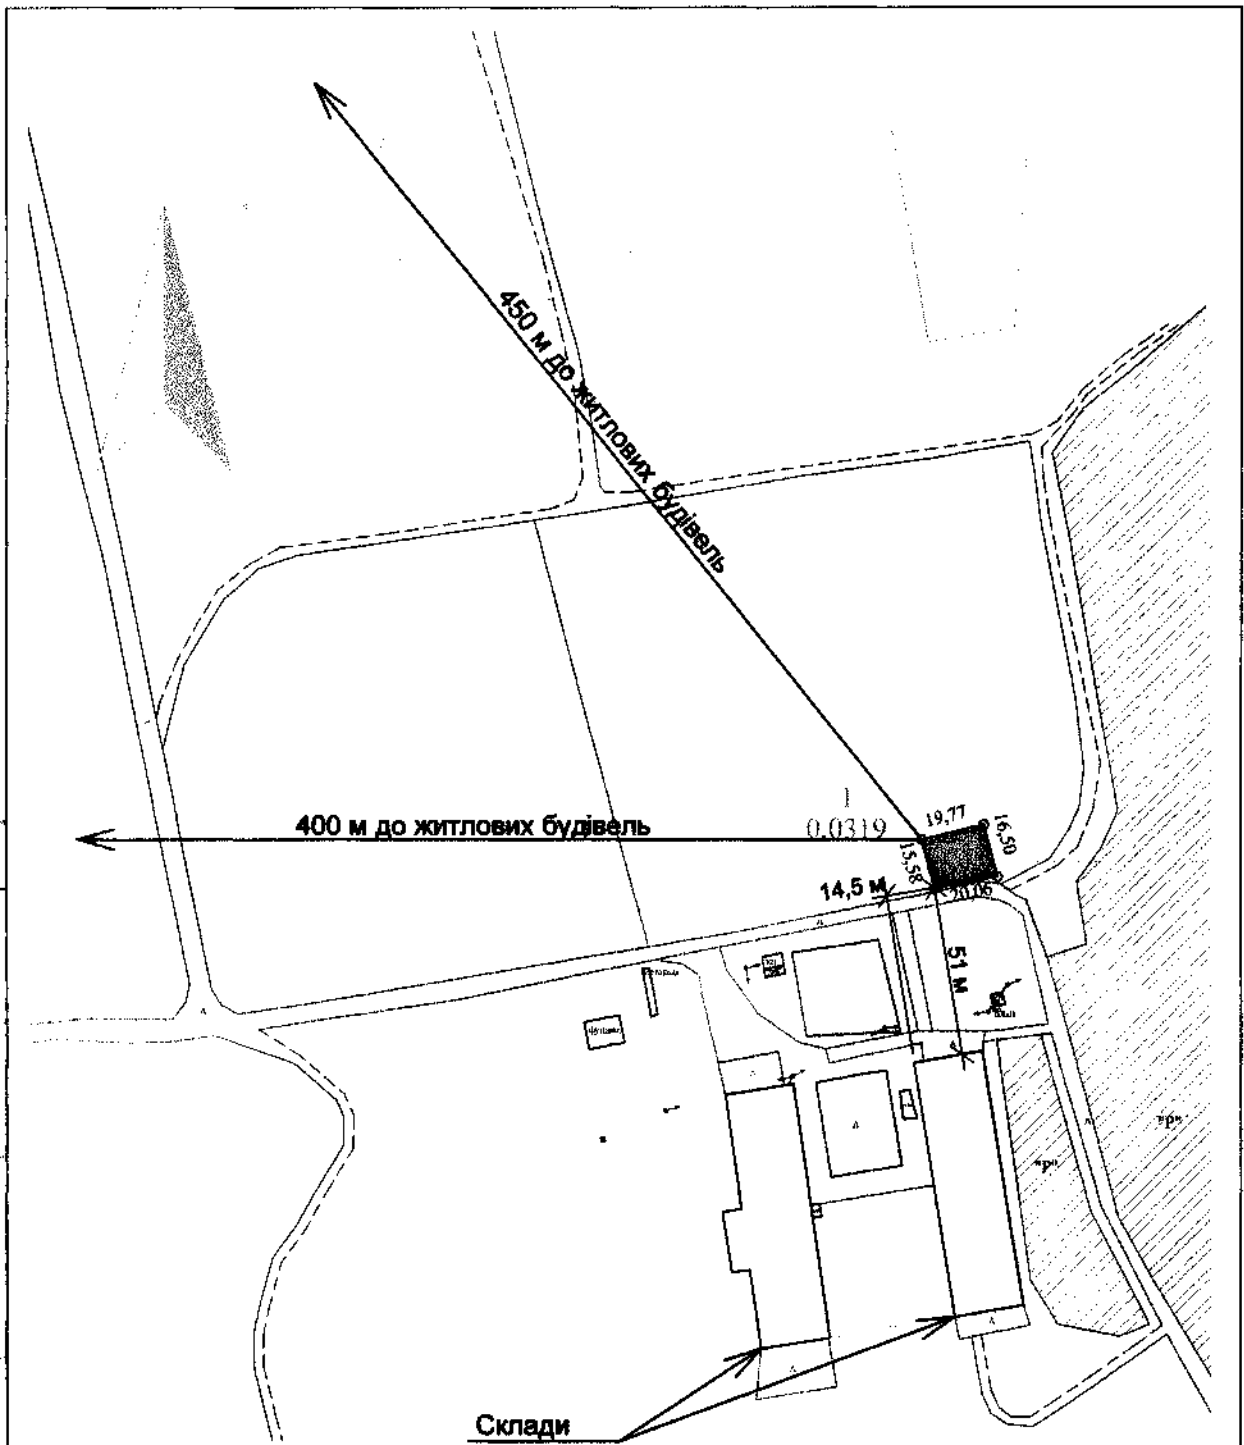 450 м до житлових будівель
1
0.0319
400 м до житлових будівель
19,77
16,50
15,58
20,06
14,5 м
51 м
"р"
"р"
Склади